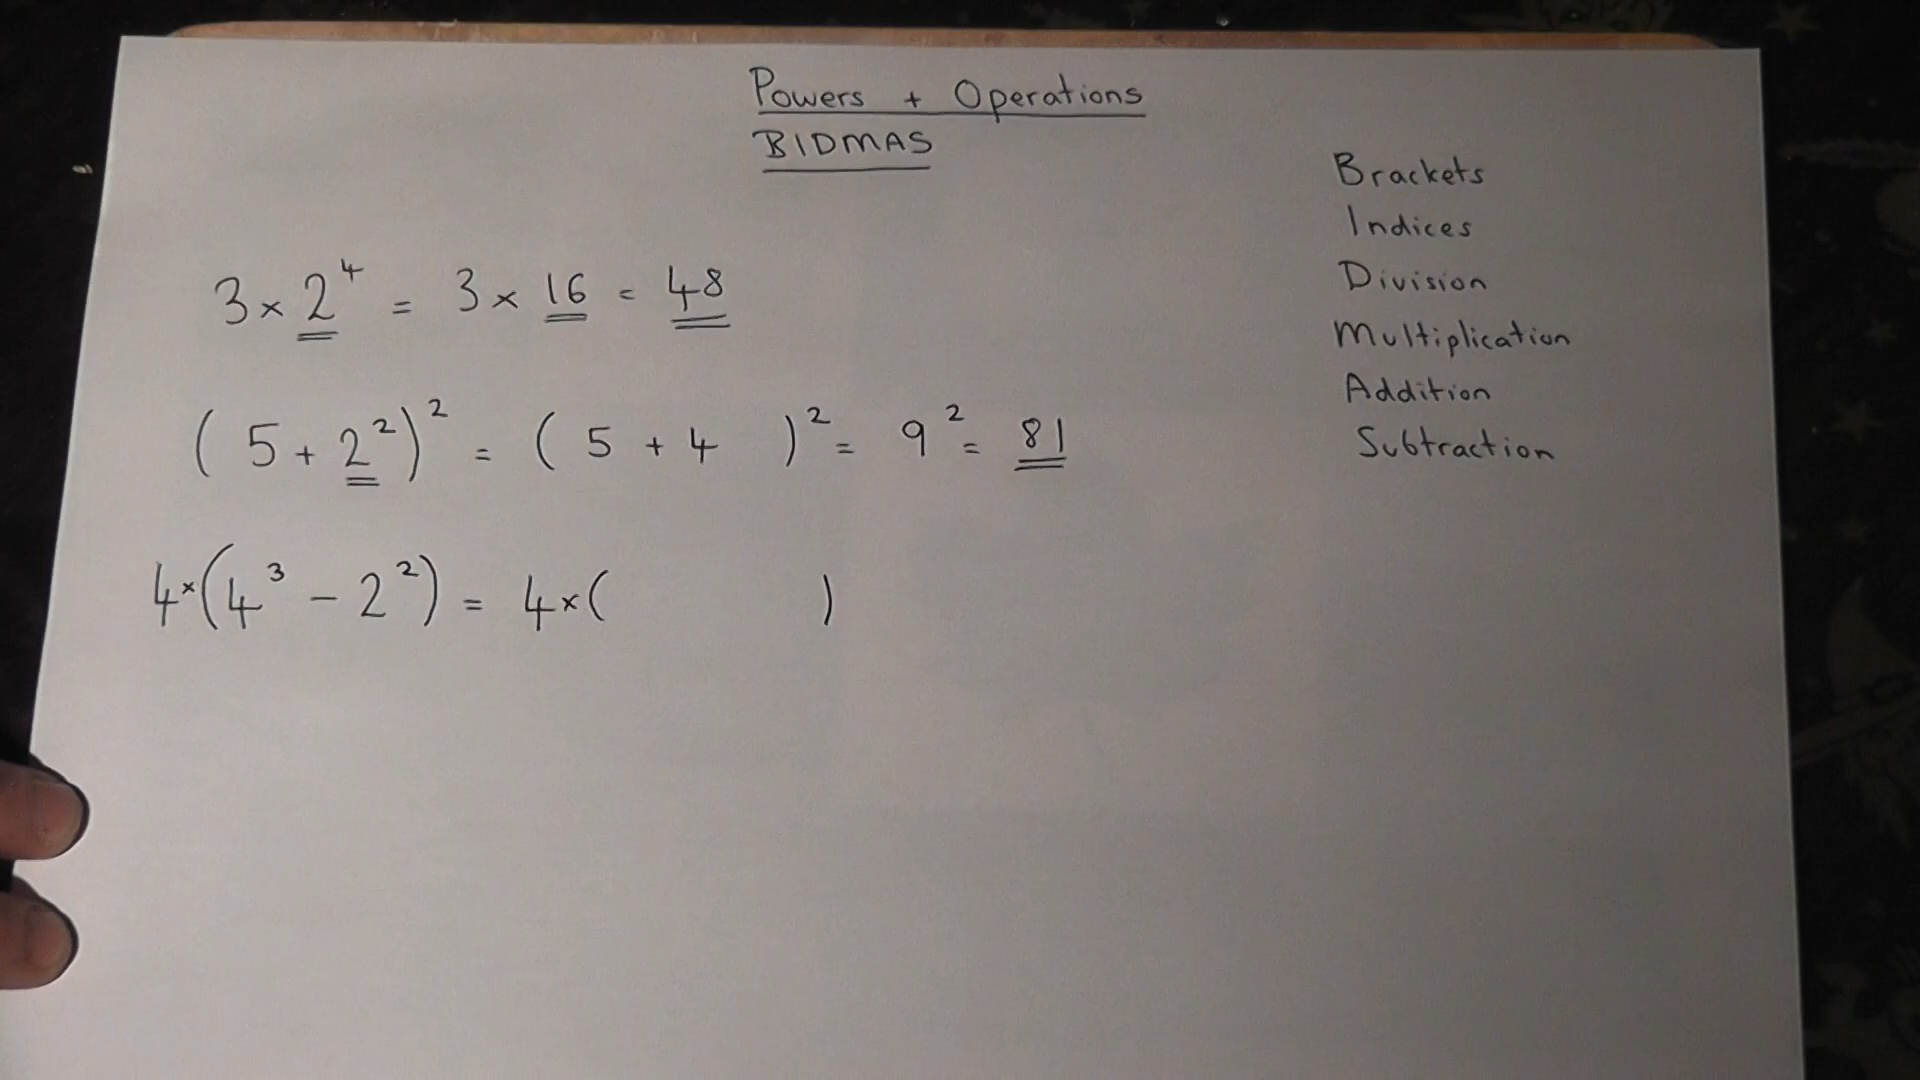 Powers + Operations
BIDMAS
Brackets
Indices
Division
Multiplication
Addition
Subtraction
3 × 2⁴ = 3 × 16 = 48
(5 + 2²)² = (5 + 4)² = 9² = 81
4×(4³ − 2²) = 4×( )